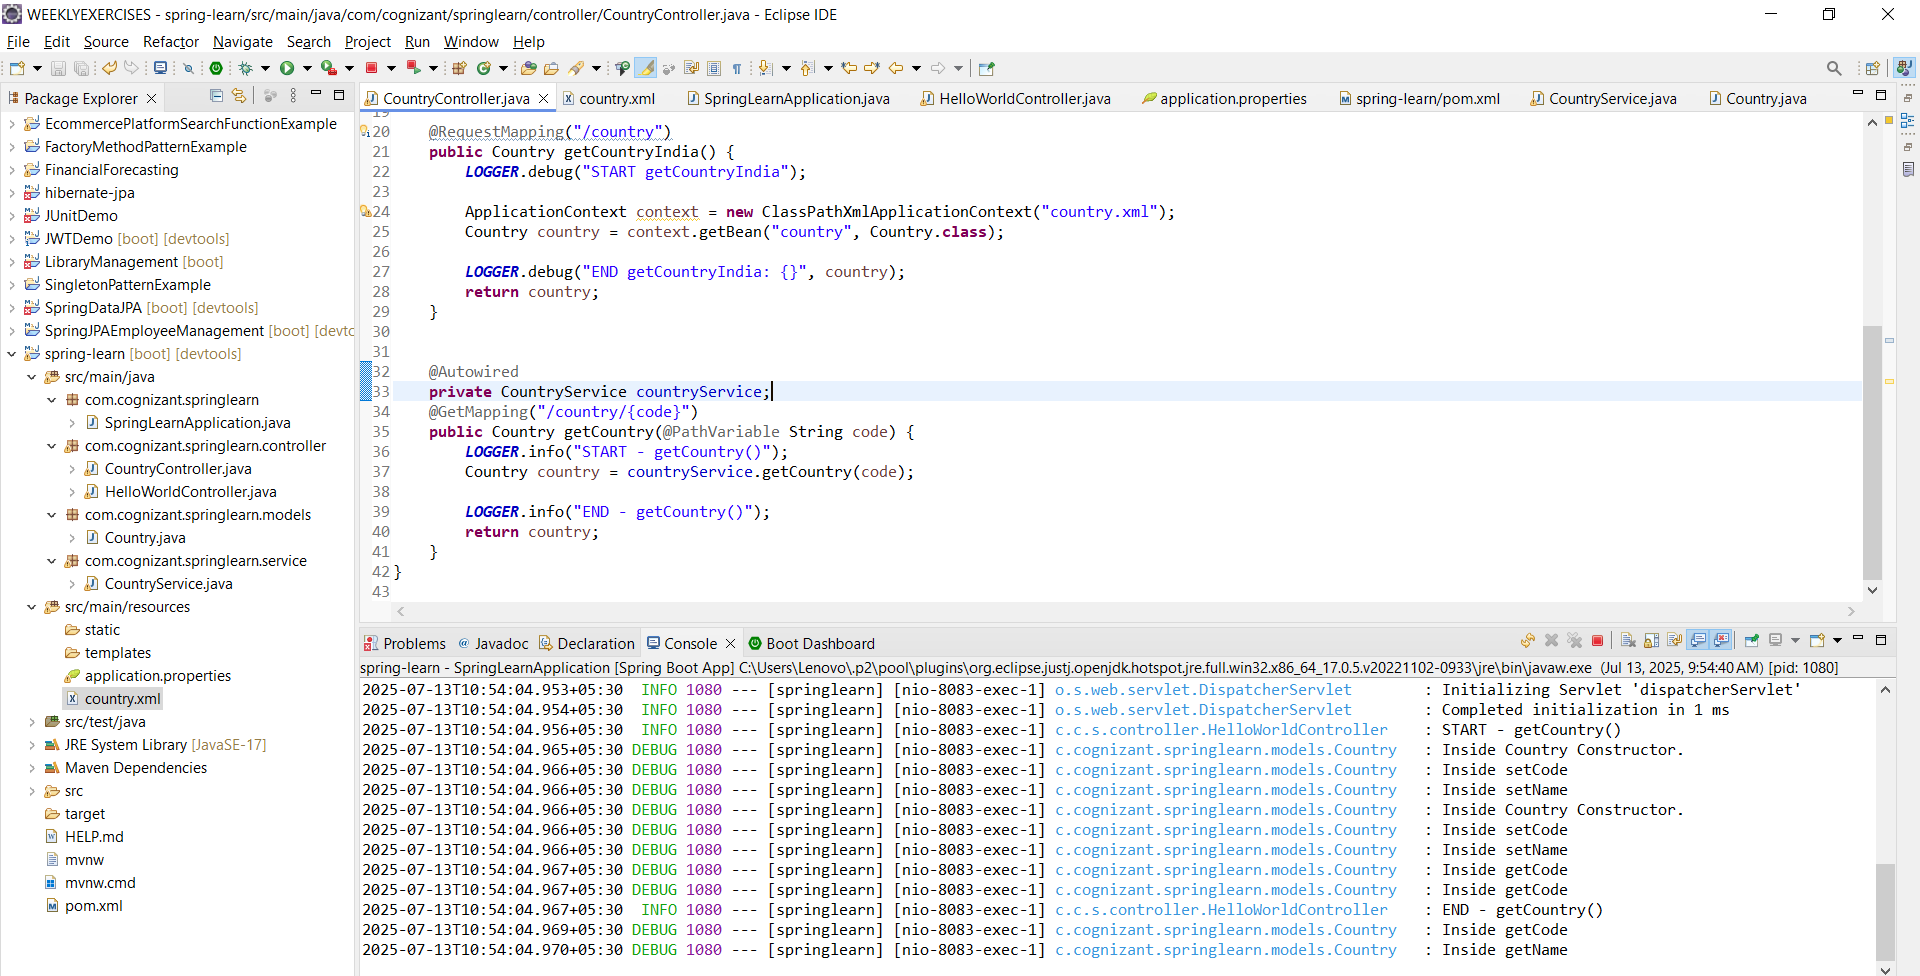 WEEKLYEXERCISES - spring-learn/src/main/java/com/cognizant/springlearn/controller/CountryController.java - Eclipse IDE
File Edit Source Refactor Navigate Search Project Run Window Help
Package Explorer
EcommercePlatformSearchFunctionExample
FactoryMethodPatternExample
FinancialForecasting
hibernate-jpa
JUnitDemo
JWTDemo [boot] [devtools]
LibraryManagement [boot]
SingletonPatternExample
SpringDataJPA [boot] [devtools]
SpringJPAEmployeeManagement [boot] [devtc
spring-learn [boot] [devtools]
src/main/java
com.cognizant.springlearn
SpringLearnApplication.java
com.cognizant.springlearn.controller
CountryController.java
HelloWorldController.java
com.cognizant.springlearn.models
Country.java
com.cognizant.springlearn.service
CountryService.java
src/main/resources
static
templates
application.properties
country.xml
src/test/java
JRE System Library [JavaSE-17]
Maven Dependencies
src
target
HELP.md
mvnw
mvnw.cmd
pom.xml
CountryController.java country.xml SpringLearnApplication.java HelloWorldController.java application.properties spring-learn/pom.xml CountryService.java Country.java
19
20 @RequestMapping("/country")
21 public Country getCountryIndia() {
22 LOGGER.debug("START getCountryIndia");
23
24 ApplicationContext context = new ClassPathXmlApplicationContext("country.xml");
25 Country country = context.getBean("country", Country.class);
26
27 LOGGER.debug("END getCountryIndia: {}", country);
28 return country;
29 }
30
31
32 @Autowired
33 private CountryService countryService;
34 @GetMapping("/country/{code}")
35 public Country getCountry(@PathVariable String code) {
36 LOGGER.info("START - getCountry()");
37 Country country = countryService.getCountry(code);
38
39 LOGGER.info("END - getCountry()");
40 return country;
41 }
42 }
43
Problems Javadoc Declaration Console Boot Dashboard
spring-learn - SpringLearnApplication [Spring Boot App] C:\Users\Lenovo\.p2\pool\plugins\org.eclipse.justj.openjdk.hotspot.jre.full.win32.x86_64_17.0.5.v20221102-0933\jre\bin\javaw.exe (Jul 13, 2025, 9:54:40 AM) [pid: 1080]
2025-07-13T10:54:04.953+05:30 INFO 1080 --- [springlearn] [nio-8083-exec-1] o.s.web.servlet.DispatcherServlet : Initializing Servlet 'dispatcherServlet'
2025-07-13T10:54:04.954+05:30 INFO 1080 --- [springlearn] [nio-8083-exec-1] o.s.web.servlet.DispatcherServlet : Completed initialization in 1 ms
2025-07-13T10:54:04.956+05:30 INFO 1080 --- [springlearn] [nio-8083-exec-1] c.c.s.controller.HelloWorldController : START - getCountry()
2025-07-13T10:54:04.965+05:30 DEBUG 1080 --- [springlearn] [nio-8083-exec-1] c.cognizant.springlearn.models.Country : Inside Country Constructor.
2025-07-13T10:54:04.966+05:30 DEBUG 1080 --- [springlearn] [nio-8083-exec-1] c.cognizant.springlearn.models.Country : Inside setCode
2025-07-13T10:54:04.966+05:30 DEBUG 1080 --- [springlearn] [nio-8083-exec-1] c.cognizant.springlearn.models.Country : Inside setName
2025-07-13T10:54:04.966+05:30 DEBUG 1080 --- [springlearn] [nio-8083-exec-1] c.cognizant.springlearn.models.Country : Inside Country Constructor.
2025-07-13T10:54:04.966+05:30 DEBUG 1080 --- [springlearn] [nio-8083-exec-1] c.cognizant.springlearn.models.Country : Inside setCode
2025-07-13T10:54:04.966+05:30 DEBUG 1080 --- [springlearn] [nio-8083-exec-1] c.cognizant.springlearn.models.Country : Inside setName
2025-07-13T10:54:04.967+05:30 DEBUG 1080 --- [springlearn] [nio-8083-exec-1] c.cognizant.springlearn.models.Country : Inside getCode
2025-07-13T10:54:04.967+05:30 DEBUG 1080 --- [springlearn] [nio-8083-exec-1] c.cognizant.springlearn.models.Country : Inside getCode
2025-07-13T10:54:04.967+05:30 INFO 1080 --- [springlearn] [nio-8083-exec-1] c.c.s.controller.HelloWorldController : END - getCountry()
2025-07-13T10:54:04.969+05:30 DEBUG 1080 --- [springlearn] [nio-8083-exec-1] c.cognizant.springlearn.models.Country : Inside getCode
2025-07-13T10:54:04.970+05:30 DEBUG 1080 --- [springlearn] [nio-8083-exec-1] c.cognizant.springlearn.models.Country : Inside getName